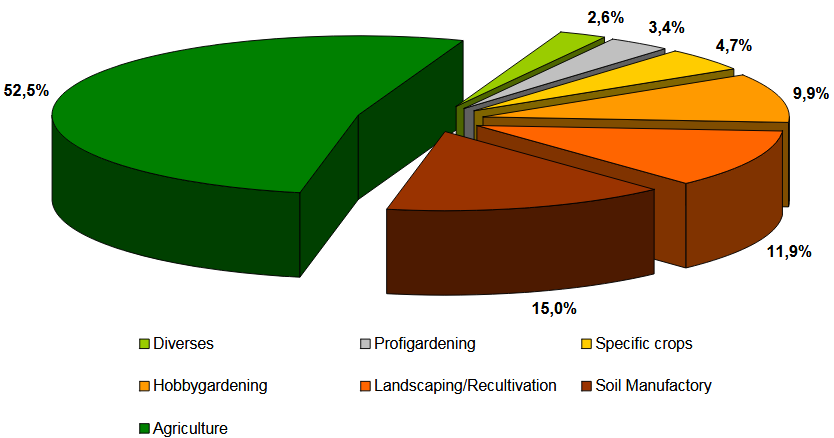 2,6%
3,4%
4,7%
52,5%
9,9%
11,9%
15,0%
Diverses
Profigardening
Specific crops
Hobbygardening
Landscaping/Recultivation
Soil Manufactory
Agriculture